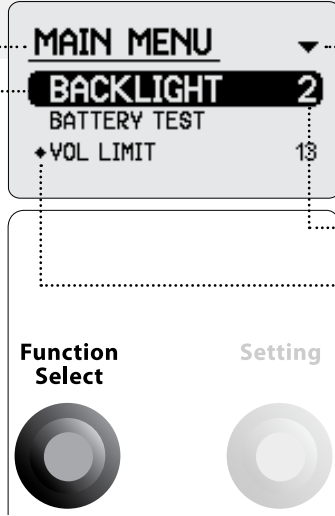 MAIN MENU
BACKLIGHT 2
BATTERY TEST
VOL LIMIT 13
Function Setting
Select